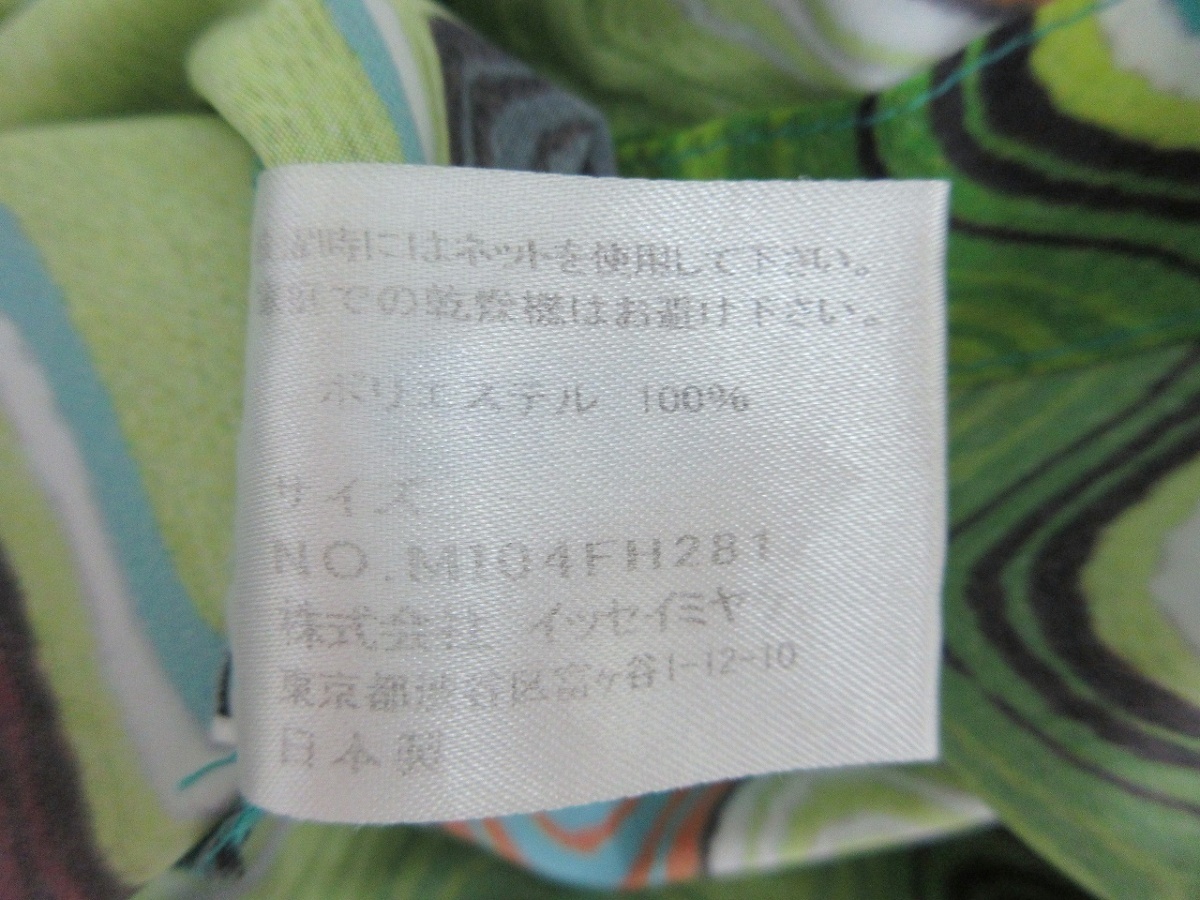 時にはネットを使用して下さい。
での乾燥機はお避け下さい。
ポリエステル 100%
サイズ
NO.MI04FH281
株式会社 イッセイミヤ
東京都渋谷区富ヶ谷1-12-10
日本製